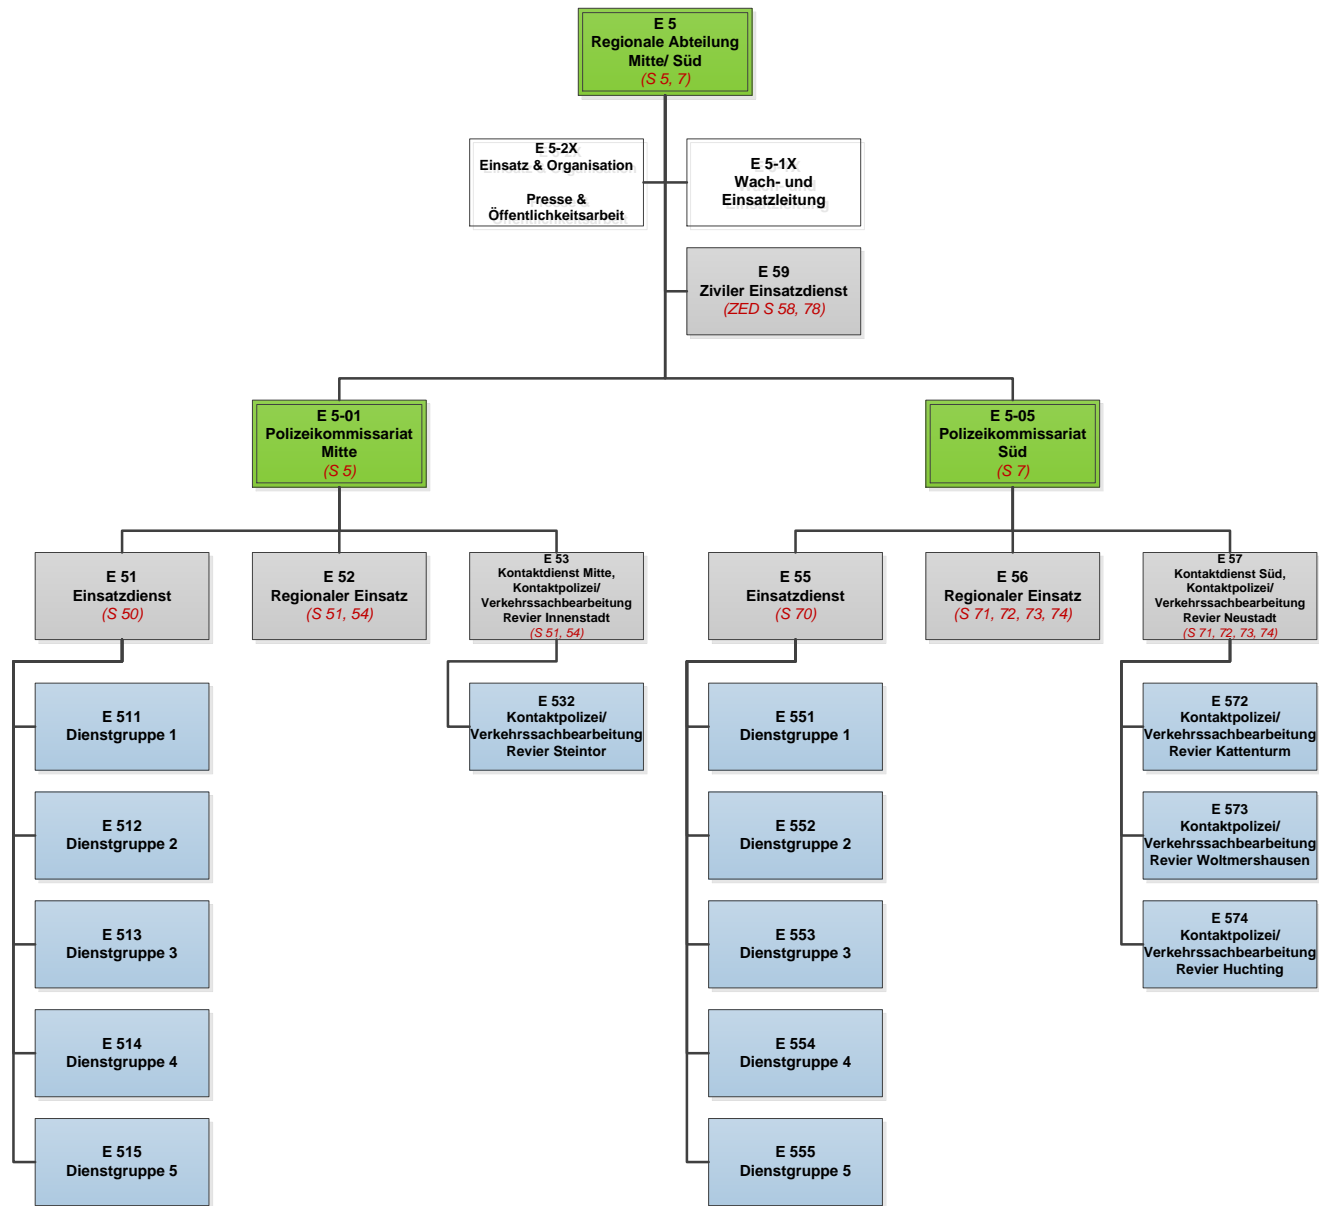 E 5
Regionale Abteilung
Mitte/ Süd
(S 5, 7)
E 5-2X
Einsatz & Organisation
Presse &
Öffentlichkeitsarbeit
E 5-1X
Wach- und
Einsatzleitung
E 59
Ziviler Einsatzdienst
(ZED S 58, 78)
E 5-01
Polizeikommissariat
Mitte
(S 5)
E 5-05
Polizeikommissariat
Süd
(S 7)
E 51
Einsatzdienst
(S 50)
E 52
Regionaler Einsatz
(S 51, 54)
E 53
Kontaktdienst Mitte,
Kontaktpolizei/
Verkehrssachbearbeitung
Revier Innenstadt
(S 51, 54)
E 55
Einsatzdienst
(S 70)
E 56
Regionaler Einsatz
(S 71, 72, 73, 74)
E 57
Kontaktdienst Süd,
Kontaktpolizei/
Verkehrssachbearbeitung
Revier Neustadt
(S 71, 72, 73, 74)
E 511
Dienstgruppe 1
E 532
Kontaktpolizei/
Verkehrssachbearbeitung
Revier Steintor
E 551
Dienstgruppe 1
E 572
Kontaktpolizei/
Verkehrssachbearbeitung
Revier Kattenturm
E 512
Dienstgruppe 2
E 552
Dienstgruppe 2
E 573
Kontaktpolizei/
Verkehrssachbearbeitung
Revier Woltmershausen
E 513
Dienstgruppe 3
E 553
Dienstgruppe 3
E 574
Kontaktpolizei/
Verkehrssachbearbeitung
Revier Huchting
E 514
Dienstgruppe 4
E 554
Dienstgruppe 4
E 515
Dienstgruppe 5
E 555
Dienstgruppe 5